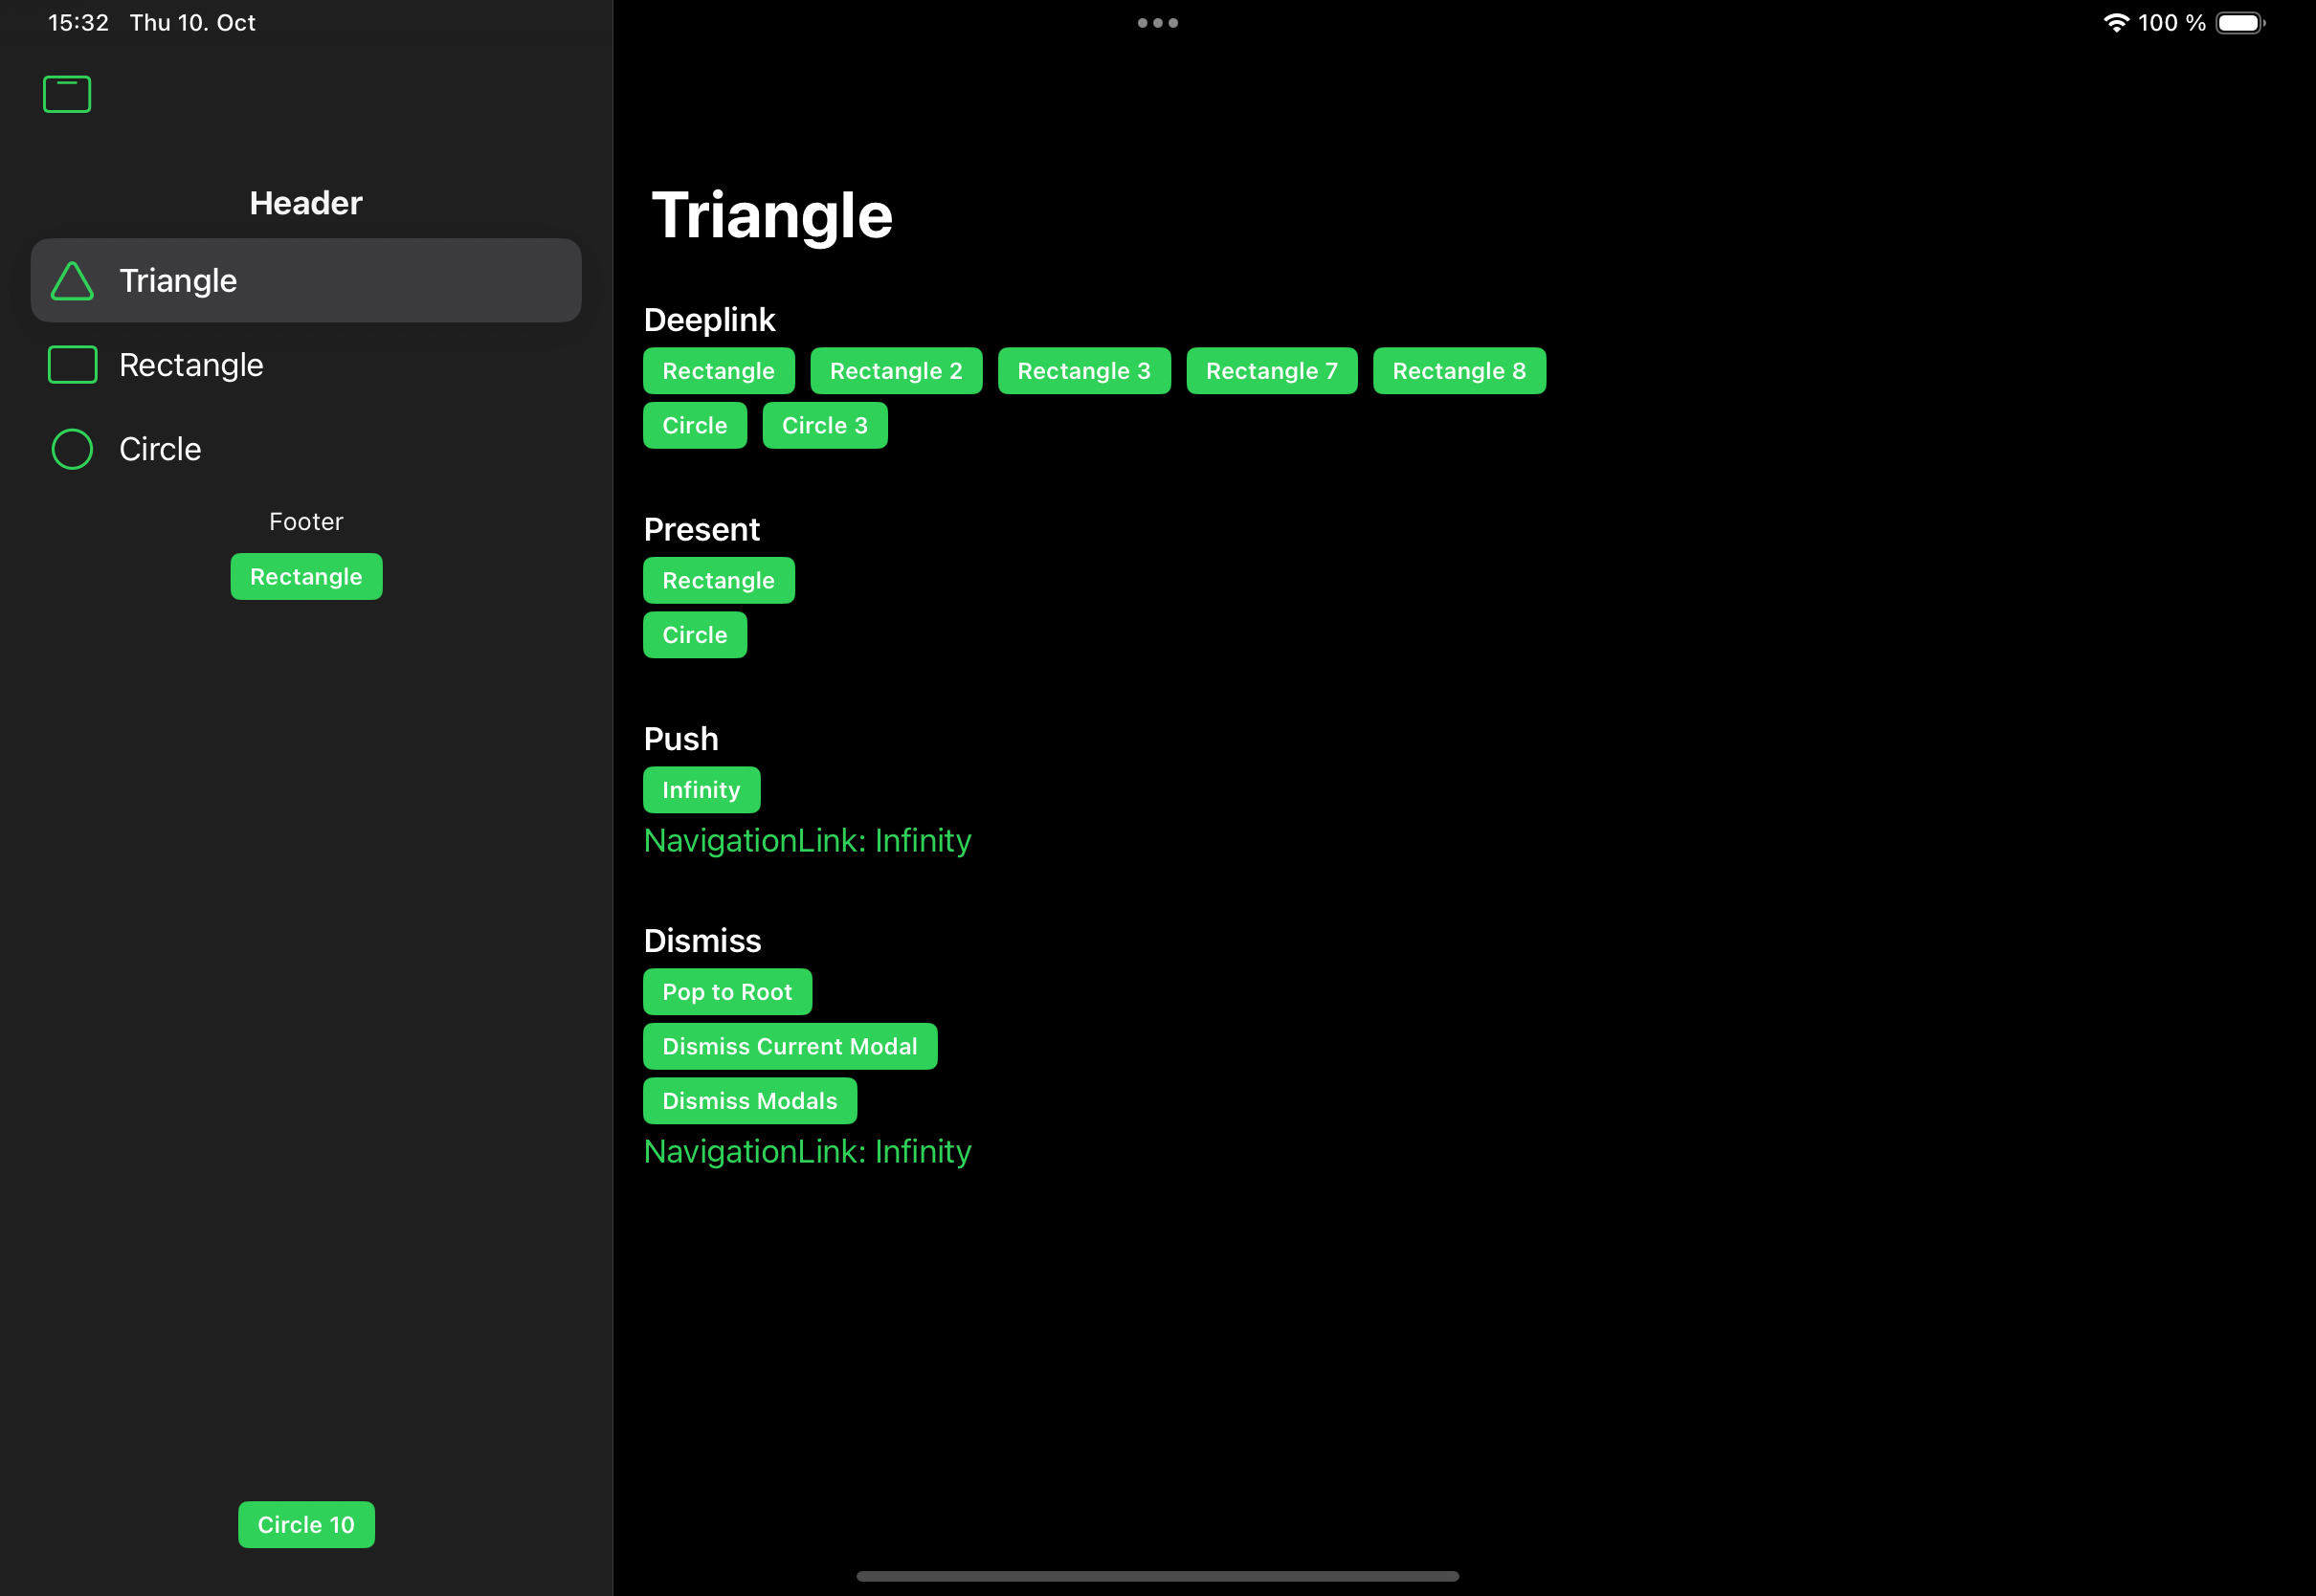 15:32 Thu 10. Oct
100 %
Header
Triangle
Rectangle
Circle
Footer
Rectangle
Circle 10
Triangle
Deeplink
Rectangle Rectangle 2 Rectangle 3 Rectangle 7 Rectangle 8
Circle Circle 3
Present
Rectangle
Circle
Push
Infinity
NavigationLink: Infinity
Dismiss
Pop to Root
Dismiss Current Modal
Dismiss Modals
NavigationLink: Infinity